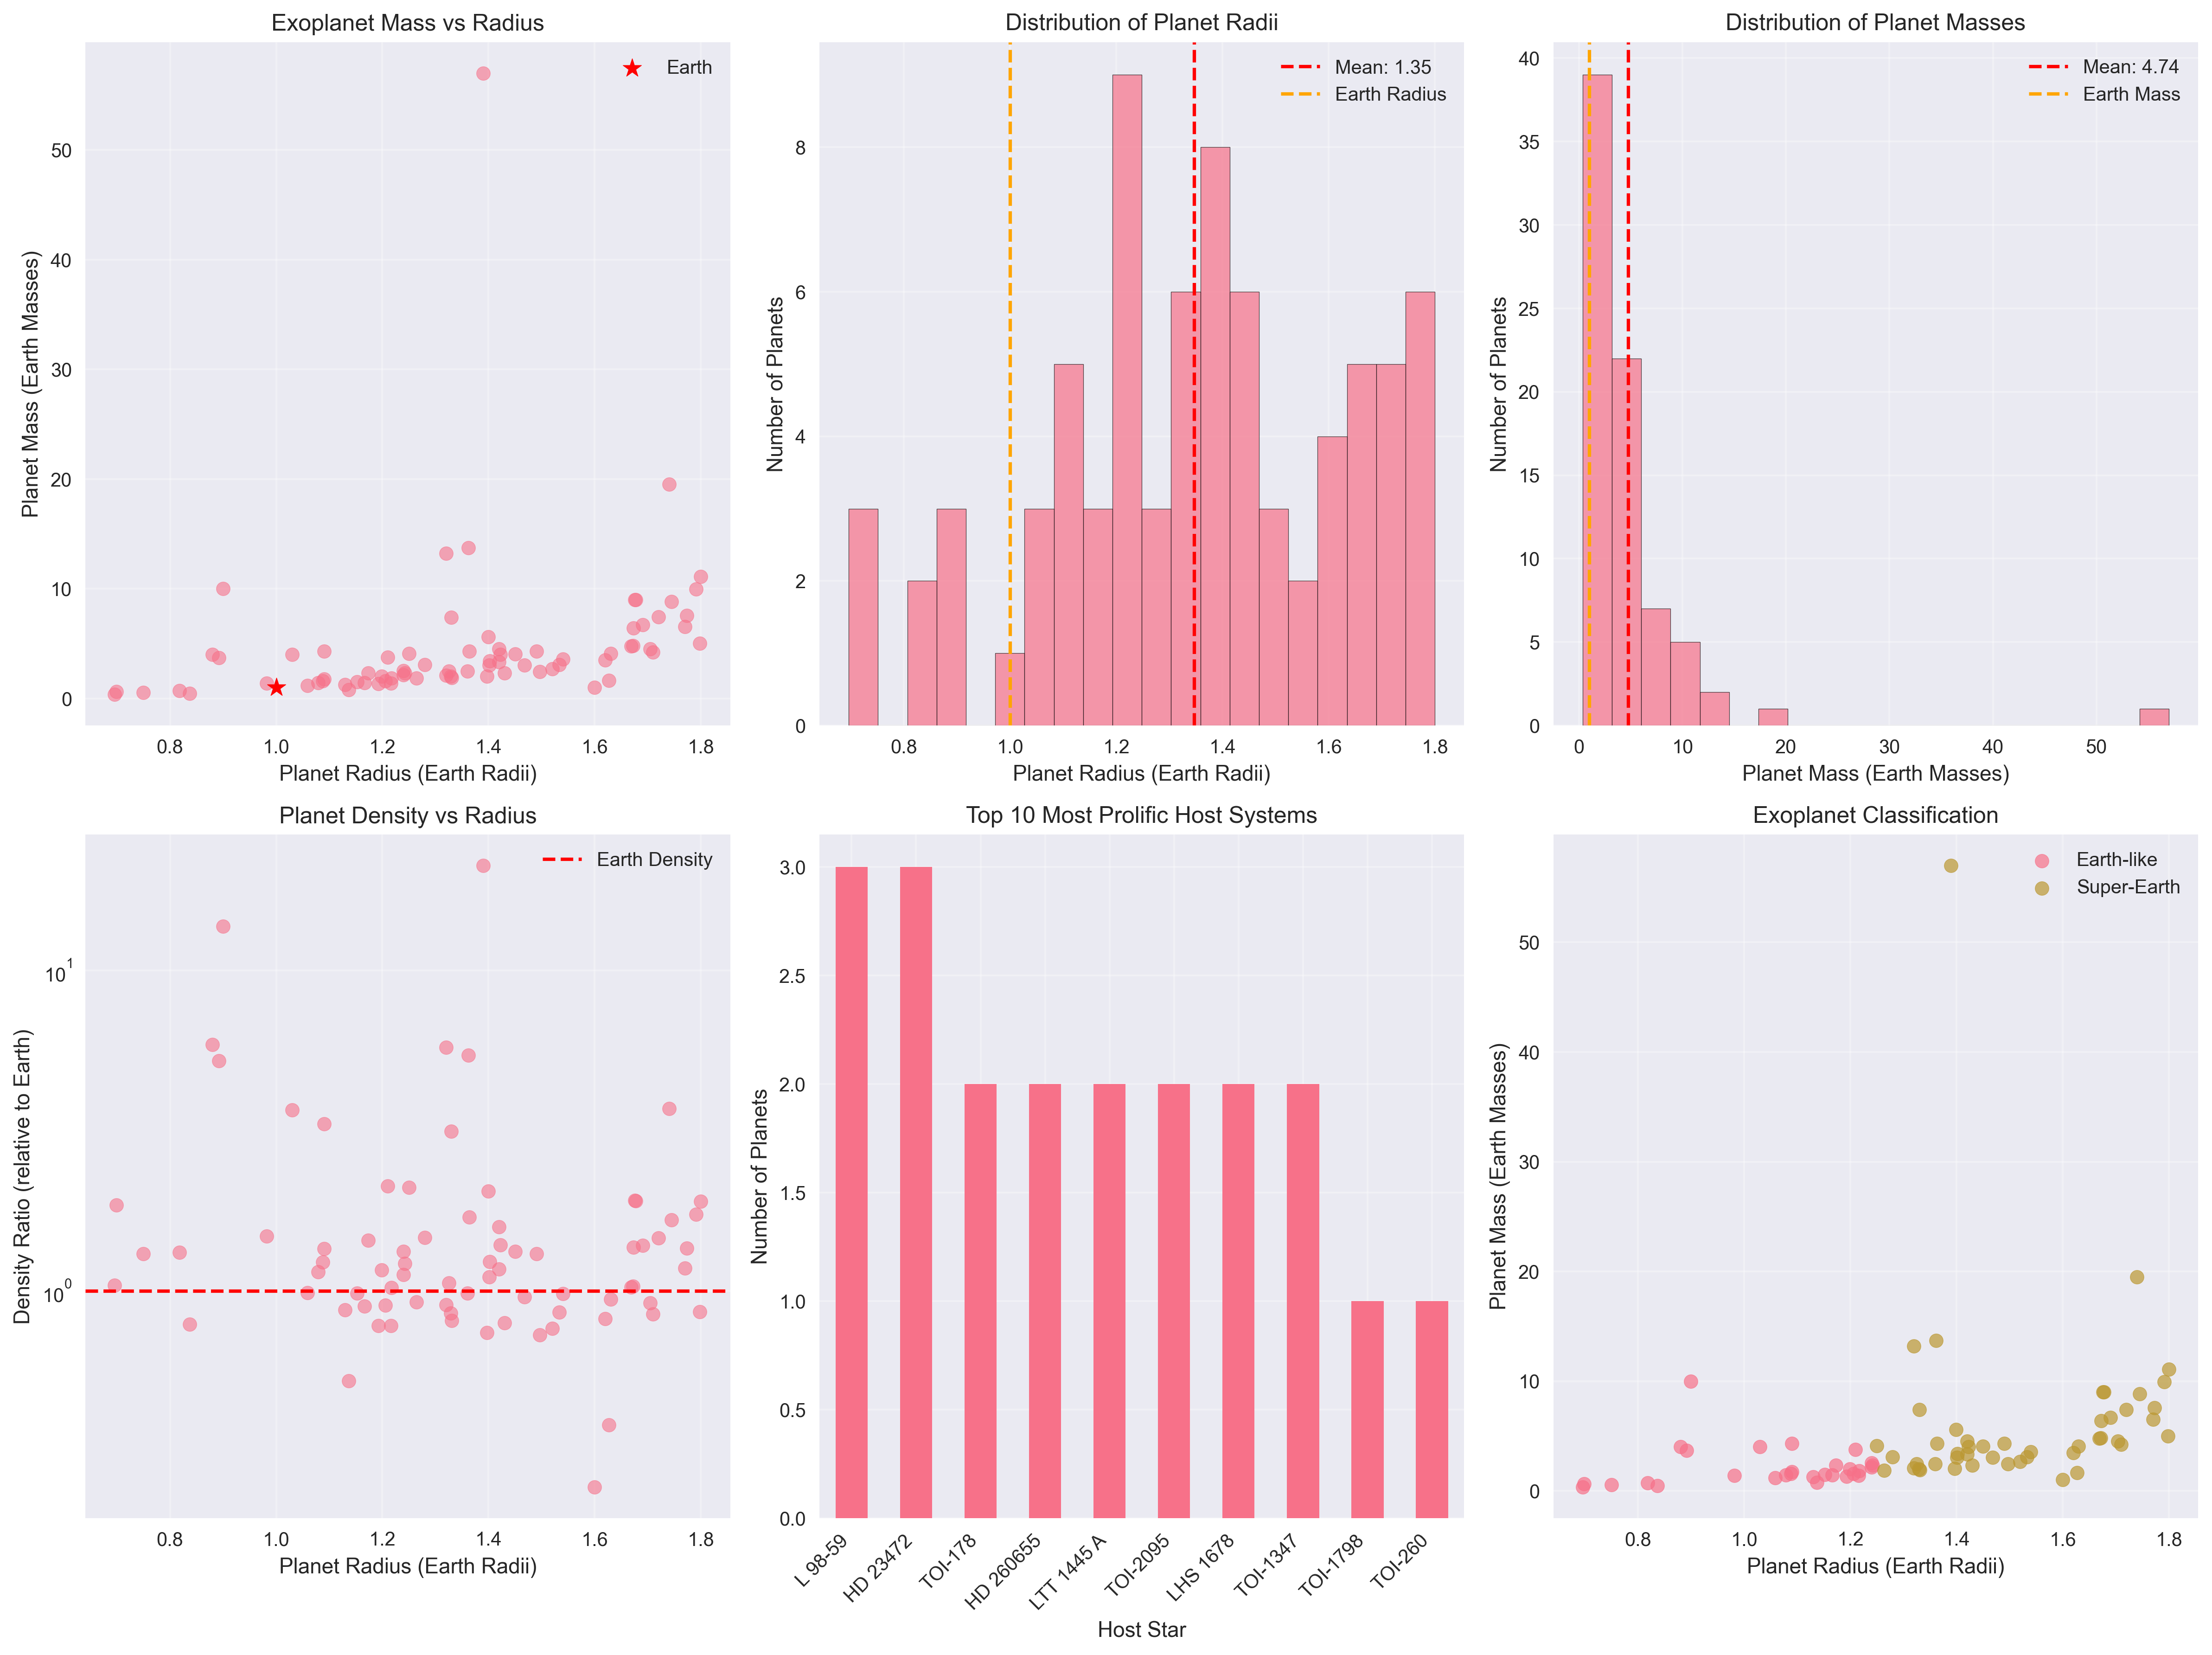 Exoplanet Mass vs Radius
Earth
50
40
30
20
10
0
Planet Mass (Earth Masses)
0.8 1.0 1.2 1.4 1.6 1.8
Planet Radius (Earth Radii)
Distribution of Planet Radii
Mean: 1.35
Earth Radius
8
6
4
2
0
Number of Planets
0.8 1.0 1.2 1.4 1.6 1.8
Planet Radius (Earth Radii)
Distribution of Planet Masses
Mean: 4.74
Earth Mass
40
35
30
25
20
15
10
5
0
Number of Planets
0 10 20 30 40 50
Planet Mass (Earth Masses)
Planet Density vs Radius
Earth Density
10^1
10^0
Density Ratio (relative to Earth)
0.8 1.0 1.2 1.4 1.6 1.8
Planet Radius (Earth Radii)
Top 10 Most Prolific Host Systems
3.0
2.5
2.0
1.5
1.0
0.5
0.0
Number of Planets
L 98-59
HD 23472
TOI-178
HD 260655
LTT 1445 A
TOI-2095
LHS 1678
TOI-1347
TOI-1798
TOI-260
Host Star
Exoplanet Classification
Earth-like
Super-Earth
50
40
30
20
10
0
Planet Mass (Earth Masses)
0.8 1.0 1.2 1.4 1.6 1.8
Planet Radius (Earth Radii)